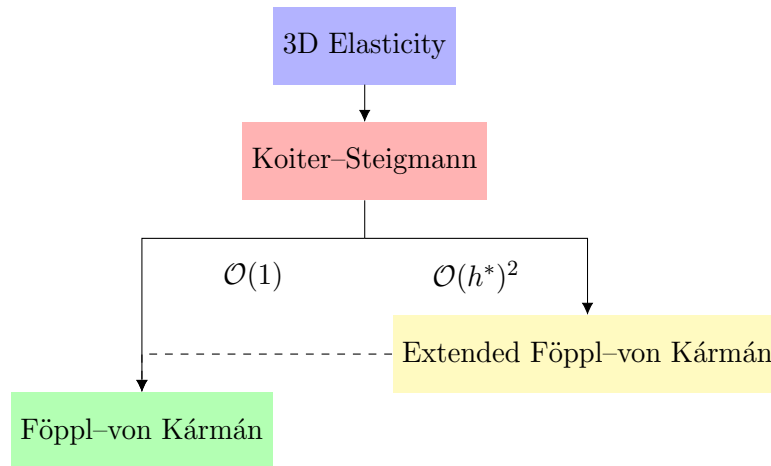 3D Elasticity
Koiter–Steigmann
𝒪(1)
𝒪(h*)²
Extended Föppl–von Kármán
Föppl–von Kármán